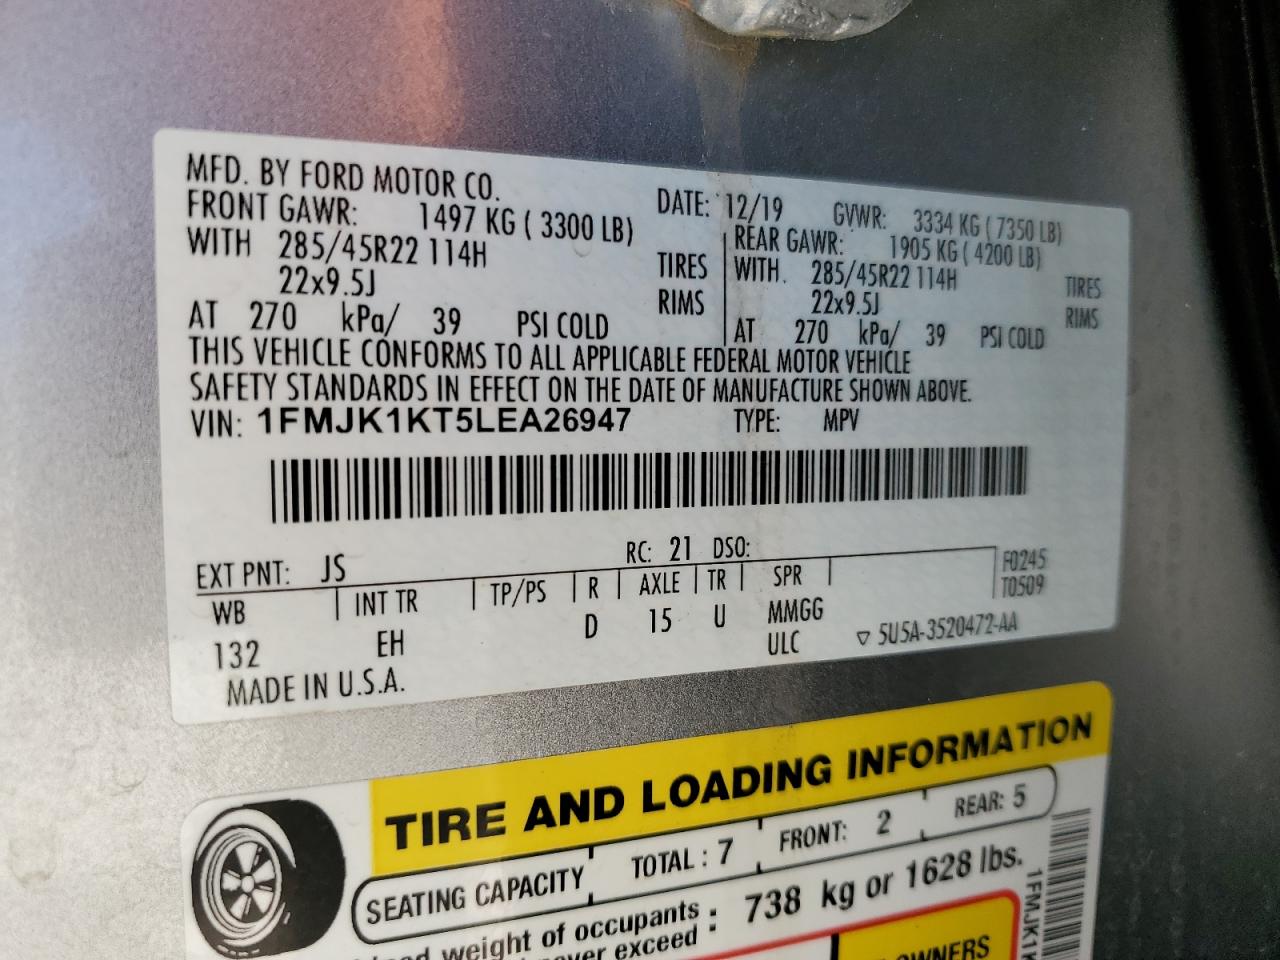 MFD. BY FORD MOTOR CO.
DATE: 12/19 GVWR: 3334 KG ( 7350 LB)
FRONT GAWR: 1497 KG ( 3300 LB) REAR GAWR: 1905 KG ( 4200 LB)
WITH 285/45R22 114H TIRES WITH 285/45R22 114H TIRES
22x9.5J RIMS 22x9.5J RIMS
AT 270 kPa/ 39 PSI COLD AT 270 kPa/ 39 PSI COLD
THIS VEHICLE CONFORMS TO ALL APPLICABLE FEDERAL MOTOR VEHICLE
SAFETY STANDARDS IN EFFECT ON THE DATE OF MANUFACTURE SHOWN ABOVE.
VIN: 1FMJK1KT5LEA26947 TYPE: MPV
EXT PNT: JS RC: 21 DSO: F0245
WB INT TR TP/PS R AXLE TR SPR T0509
132 EH D 15 U MMGG
ULC 5U5A-3520472-AA
MADE IN U.S.A.
TIRE AND LOADING INFORMATION
SEATING CAPACITY TOTAL : 7 FRONT: 2 REAR: 5
weight of occupants : 738 kg or 1628 lbs.
exceed :
OWNERS